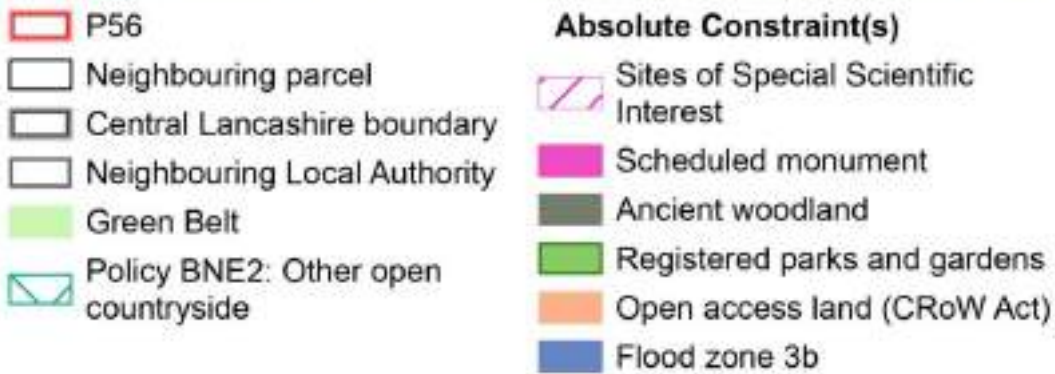 P56
Neighbouring parcel
Central Lancashire boundary
Neighbouring Local Authority
Green Belt
Policy BNE2: Other open
countryside
Absolute Constraint(s)
Sites of Special Scientific
Interest
Scheduled monument
Ancient woodland
Registered parks and gardens
Open access land (CRoW Act)
Flood zone 3b